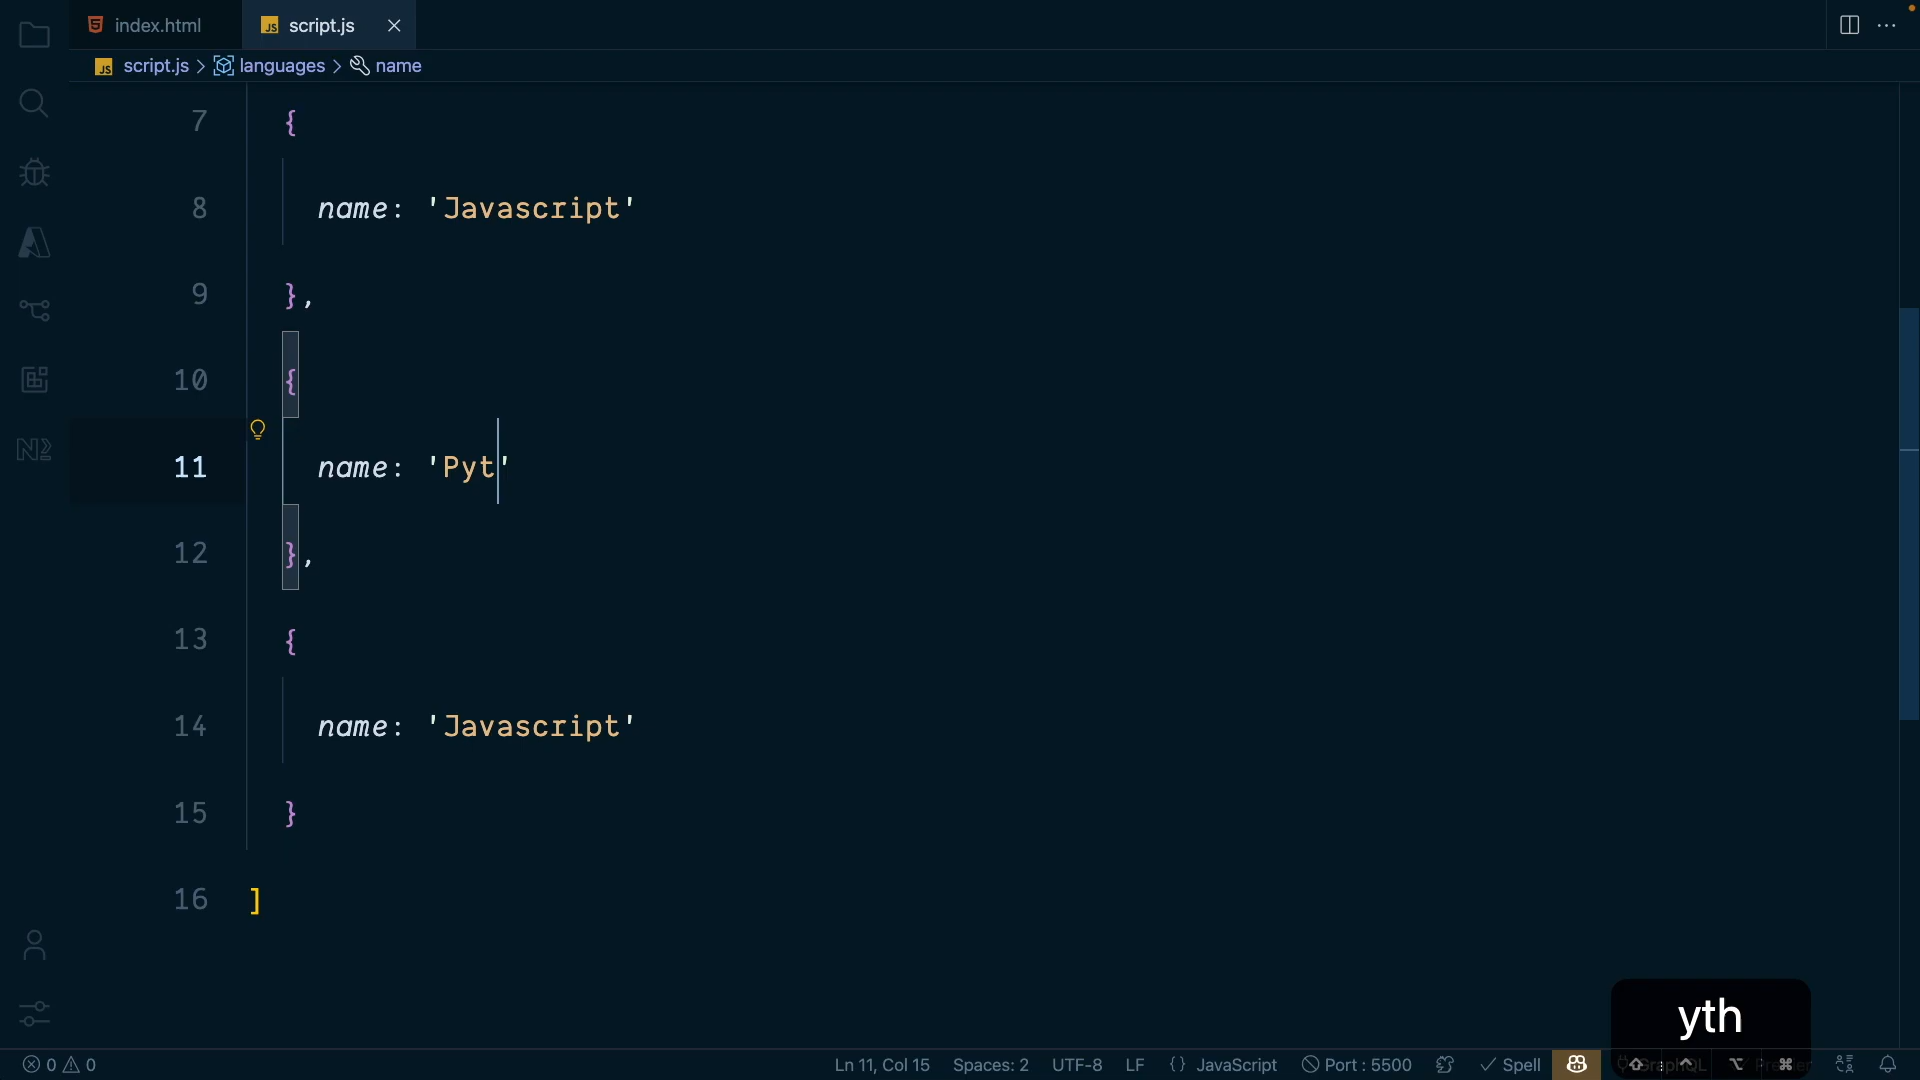 index.html
script.js
script.js > languages > name
7 {
8 name: 'Javascript'
9 },
10 {
11 name: 'Pyt'
12 },
13 {
14 name: 'Javascript'
15 }
16 ]
yth
0 0 Ln 11, Col 15 Spaces: 2 UTF-8 LF {} JavaScript Port : 5500 Spell GraphQL